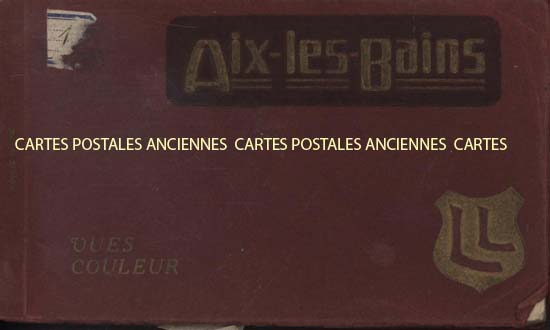 Aix-les-Bains
CARTES POSTALES ANCIENNES CARTES POSTALES ANCIENNES CARTES
VUES
COULEUR
LL